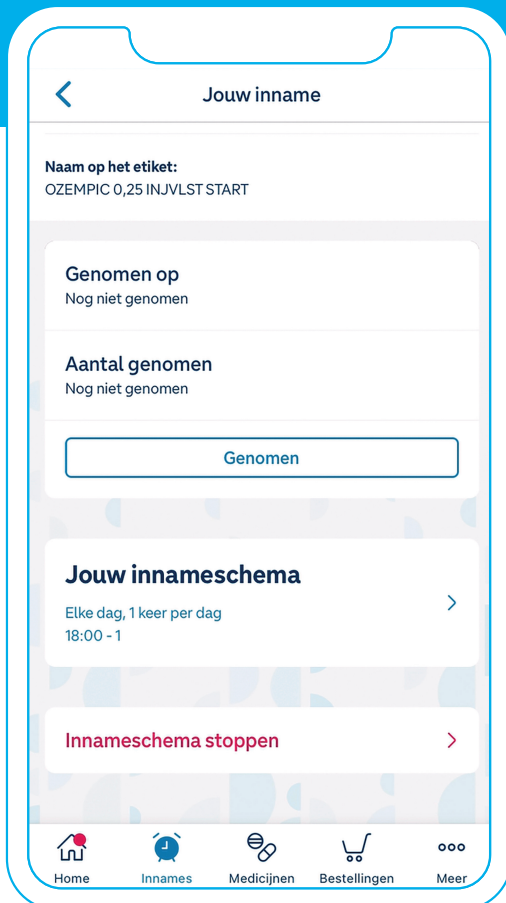 Jouw inname
Naam op het etiket:
OZEMPIC 0,25 INJVLST START
Genomen op
Nog niet genomen
Aantal genomen
Nog niet genomen
Genomen
Jouw innameschema
Elke dag, 1 keer per dag
18:00 - 1
Innameschema stoppen
Home Innames Medicijnen Bestellingen Meer